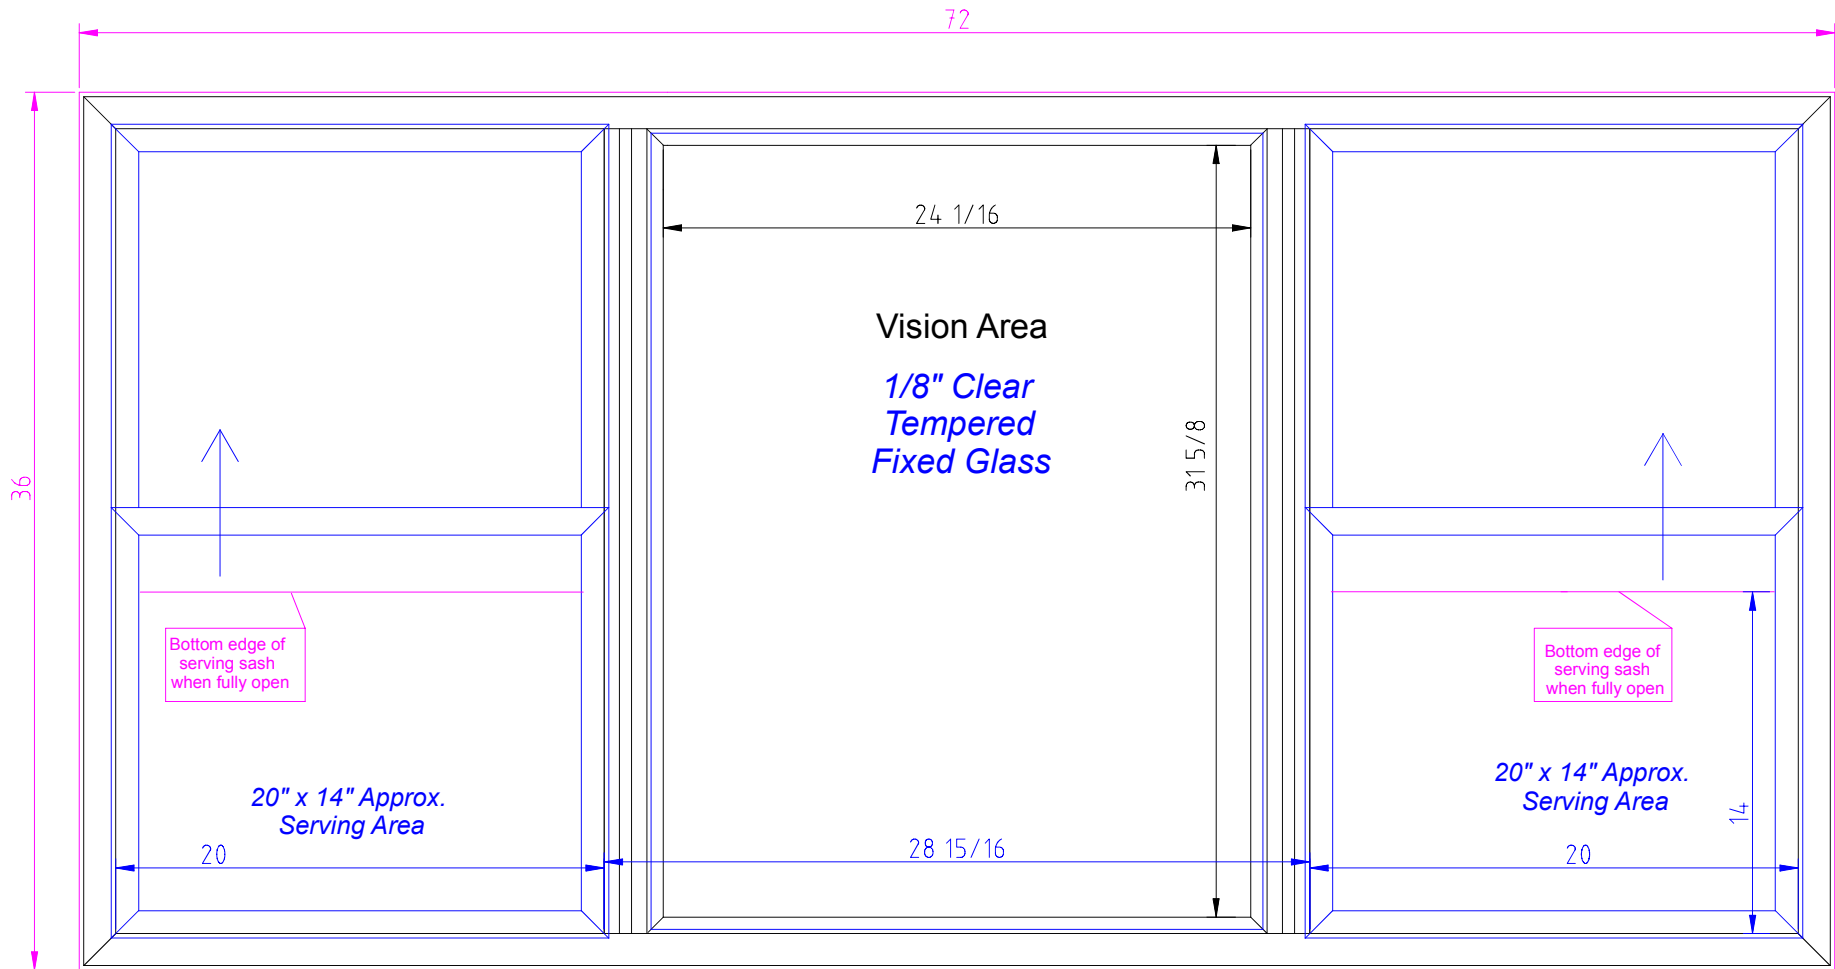 72
24 1/16
Vision Area
1/8" Clear
Tempered
Fixed Glass
31 5/8
36
Bottom edge of
serving sash
when fully open
Bottom edge of
serving sash
when fully open
20" x 14" Approx.
Serving Area
20" x 14" Approx.
Serving Area
14
20
28 15/16
20